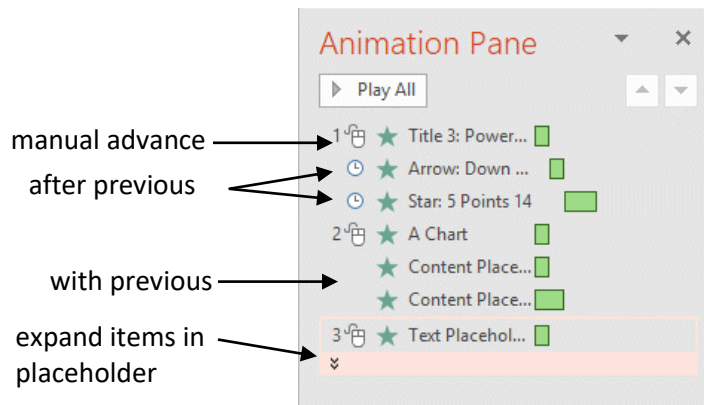 Animation Pane
Play All
manual advance
1 Title 3: Power...
after previous
Arrow: Down ...
Star: 5 Points 14
2 A Chart
with previous
Content Place...
Content Place...
expand items in
placeholder
3 Text Placehol...